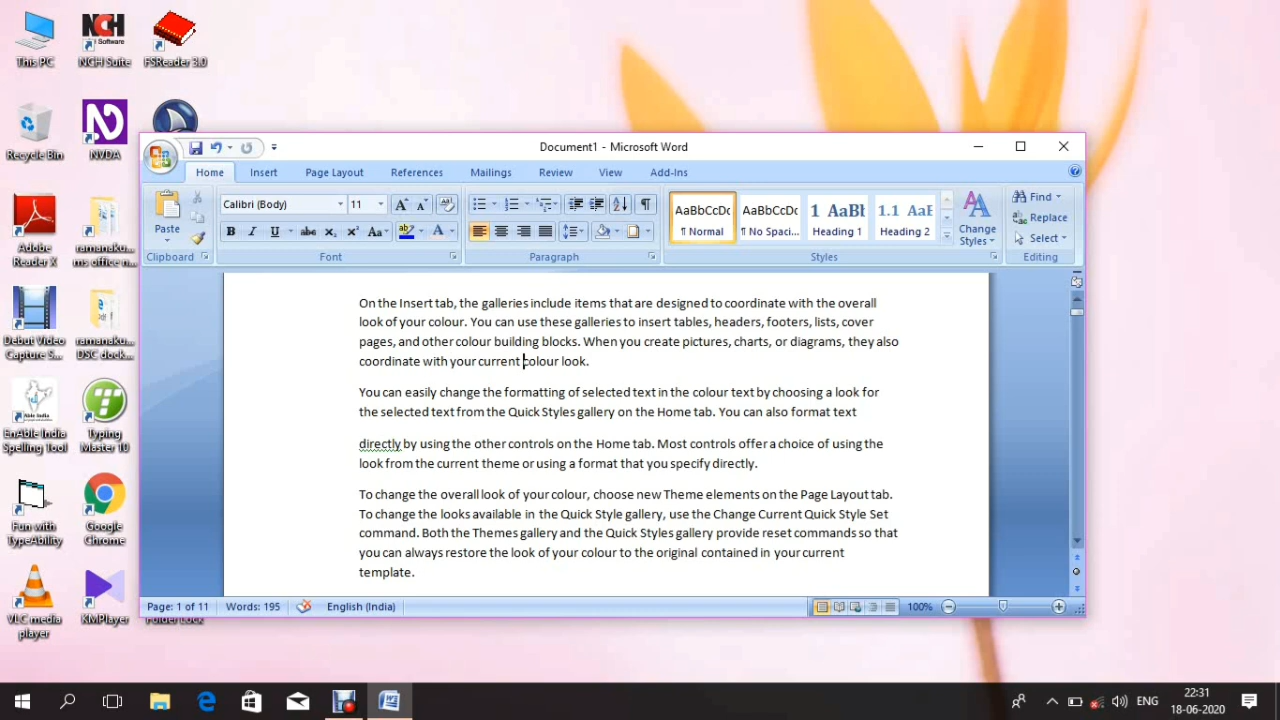 This PC
NCH Suite
FSReader 3.0
NCH
Software
Recycle Bin
NVDA
Adobe
Reader X
ramanaku...
ms office n...
Debut Video
Capture S...
ramanaku...
DSC dock...
EnAble India
Spelling Tool
Typing
Master 10
Fun with
TypeAbility
Google
Chrome
VLC media
player
KMPlayer
Folder Lock
Document1 - Microsoft Word
Home Insert Page Layout References Mailings Review View Add-Ins
Paste
Clipboard
Calibri (Body) 11
Font
Paragraph
AaBbCcDc AaBbCcDc 1 AaBb 1.1 AaB
¶ Normal ¶ No Spaci... Heading 1 Heading 2
Change
Styles
Styles
Find
Replace
Select
Editing
On the Insert tab, the galleries include items that are designed to coordinate with the overall
look of your colour. You can use these galleries to insert tables, headers, footers, lists, cover
pages, and other colour building blocks. When you create pictures, charts, or diagrams, they also
coordinate with your current colour look.
You can easily change the formatting of selected text in the colour text by choosing a look for
the selected text from the Quick Styles gallery on the Home tab. You can also format text
directly by using the other controls on the Home tab. Most controls offer a choice of using the
look from the current theme or using a format that you specify directly.
To change the overall look of your colour, choose new Theme elements on the Page Layout tab.
To change the looks available in the Quick Style gallery, use the Change Current Quick Style Set
command. Both the Themes gallery and the Quick Styles gallery provide reset commands so that
you can always restore the look of your colour to the original contained in your current
template.
Page: 1 of 11 Words: 195 English (India) 100%
ENG
22:31
18-06-2020